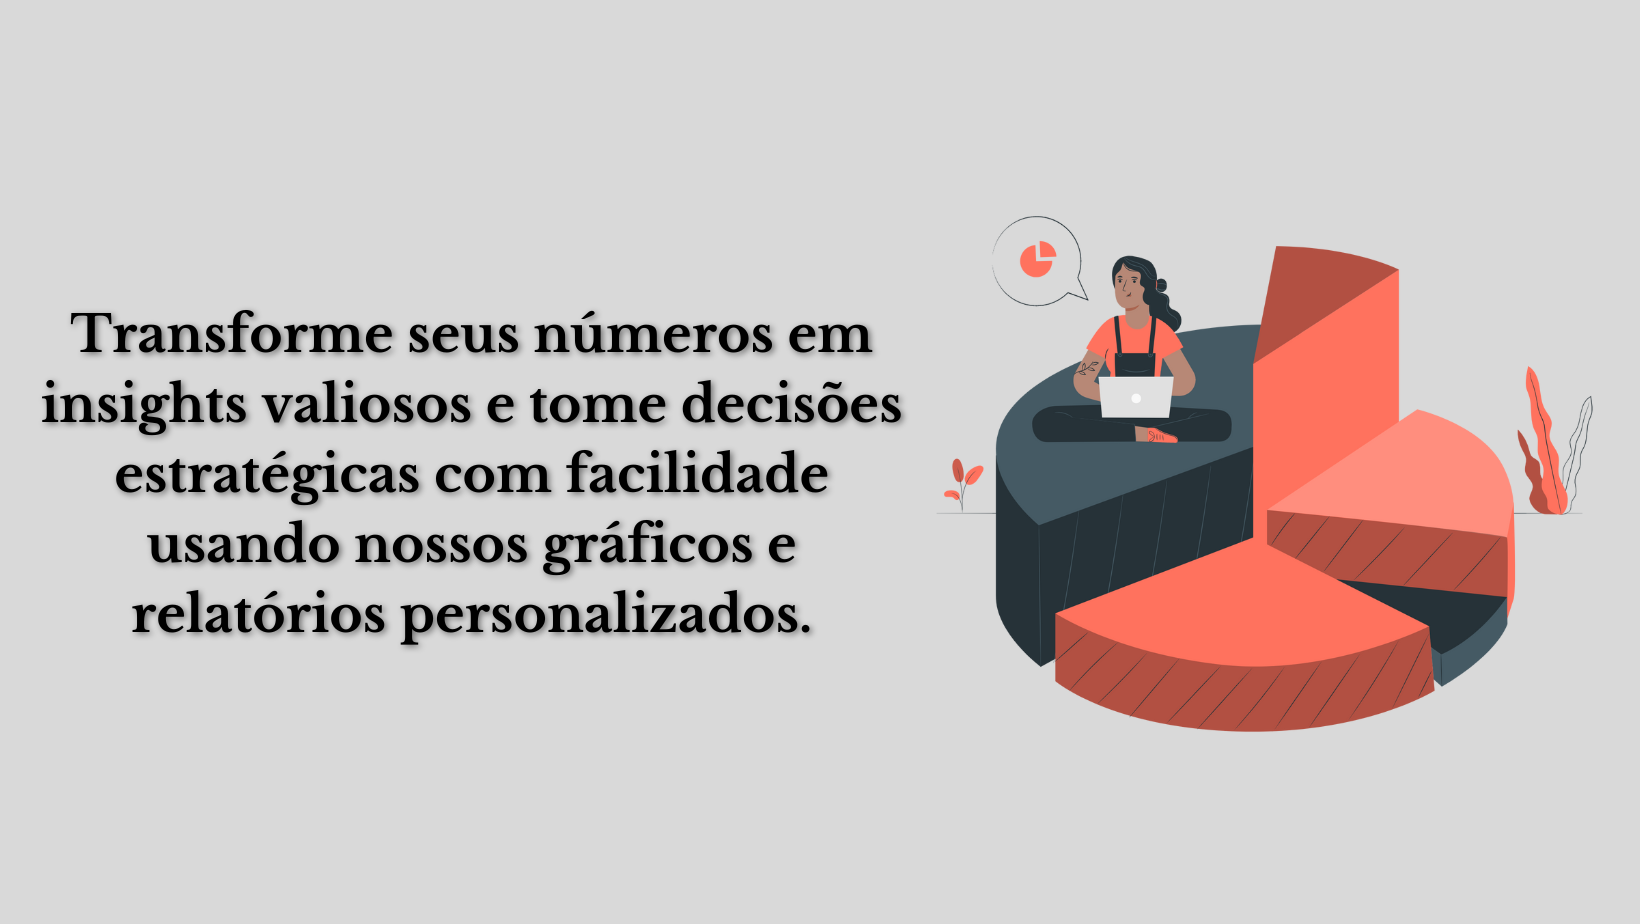 Transforme seus números em
insights valiosos e tome decisões
estratégicas com facilidade
usando nossos gráficos e
relatórios personalizados.